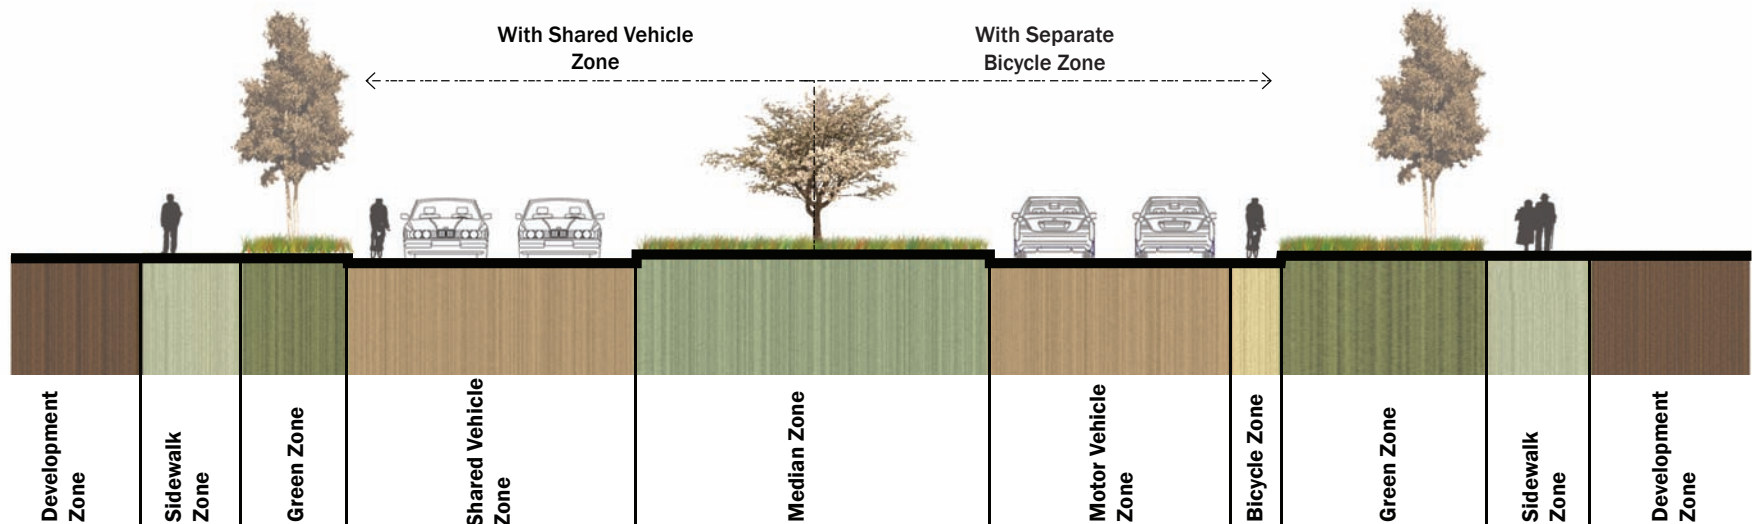 With Shared Vehicle
Zone
With Separate
Bicycle Zone
Development
Zone
Sidewalk
Zone
Green Zone
Shared Vehicle
Zone
Median Zone
Motor Vehicle
Zone
Bicycle Zone
Green Zone
Sidewalk
Zone
Development
Zone